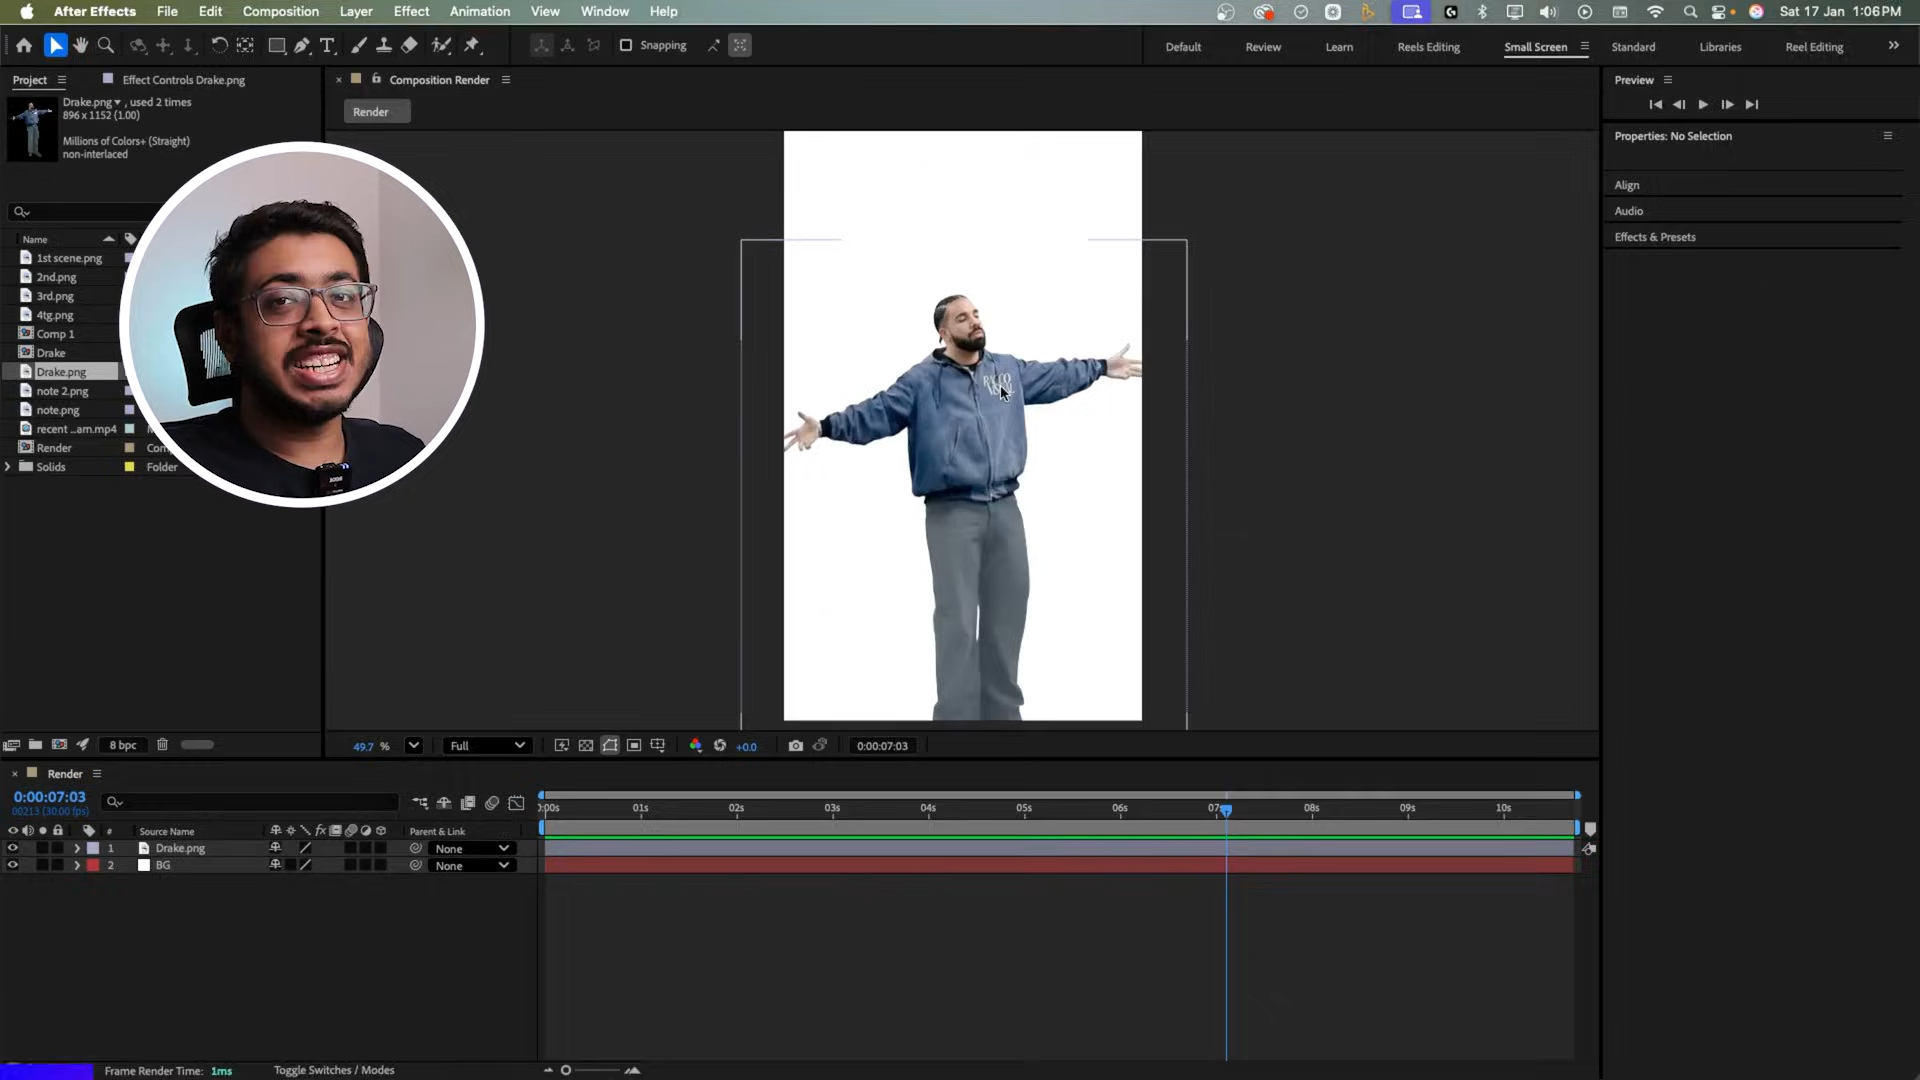 After Effects File Edit Composition Layer Effect Animation View Window Help Sat 17 Jan 1:06 PM
Snapping Default Review Learn Reels Editing Small Screen Standard Libraries Reel Editing
Project Effect Controls Drake.png
Drake.png, used 2 times
896 x 1152 (1.00)
Millions of Colors+ (Straight)
non-interlaced
Name
1st scene.png
2nd.png
3rd.png
4tg.png
Comp 1
Drake
Drake.png
note 2.png
note.png
recent ...am.mp4
Render
Solids Folder
8 bpc
Composition Render
Render
49.7 % Full +0.0 0:00:07:03
Preview
Properties: No Selection
Align
Audio
Effects & Presets
Render
0:00:07:03
00213 (30.00 fps)
0:00s 01s 02s 03s 04s 05s 06s 07s 08s 09s 10s
# Source Name fx Parent & Link
1 Drake.png None
2 BG None
Frame Render Time: 1ms Toggle Switches / Modes